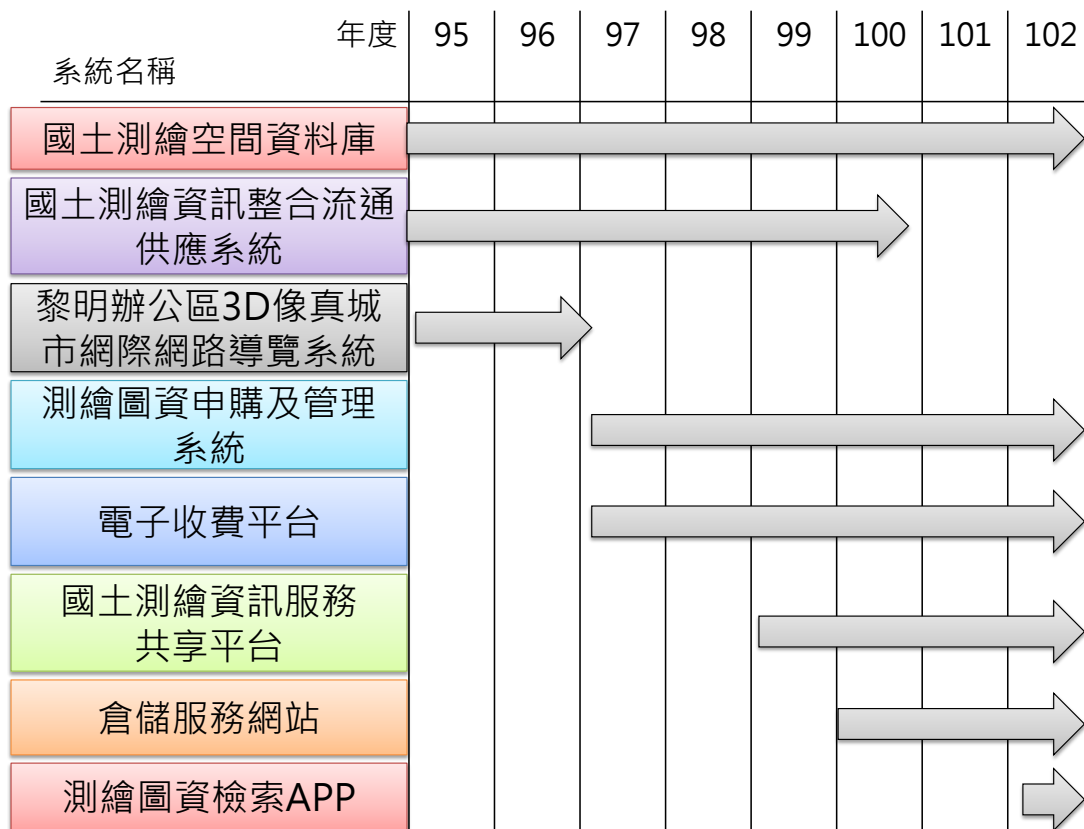 年度 95 96 97 98 99 100 101 102
系統名稱
國土測繪空間資料庫
國土測繪資訊整合流通
供應系統
黎明辦公區3D像真城
市網際網路導覽系統
測繪圖資申購及管理
系統
電子收費平台
國土測繪資訊服務
共享平台
倉儲服務網站
測繪圖資檢索APP